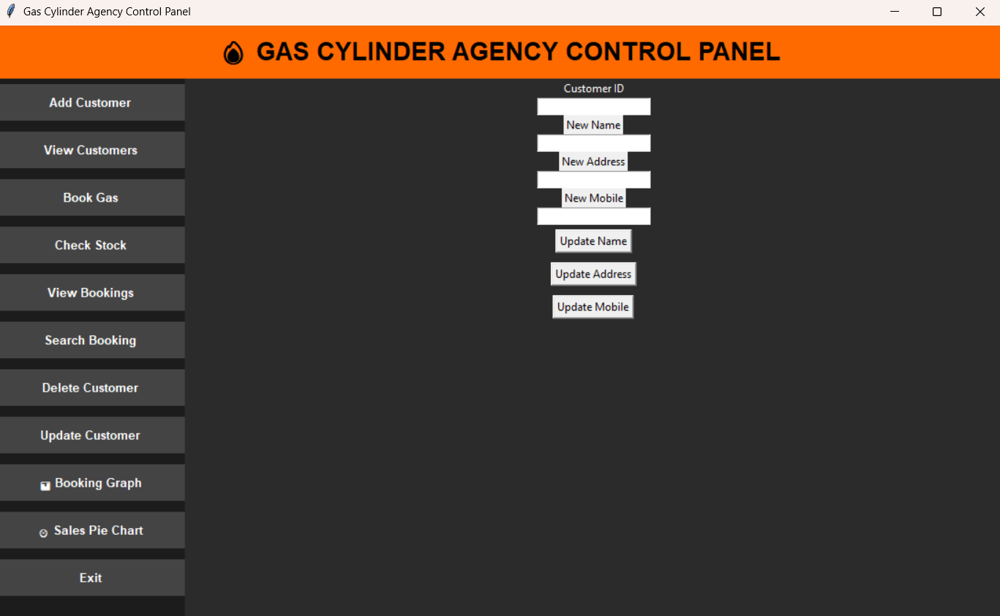 Gas Cylinder Agency Control Panel
GAS CYLINDER AGENCY CONTROL PANEL
Add Customer
View Customers
Book Gas
Check Stock
View Bookings
Search Booking
Delete Customer
Update Customer
Booking Graph
Sales Pie Chart
Exit
Customer ID
New Name
New Address
New Mobile
Update Name
Update Address
Update Mobile